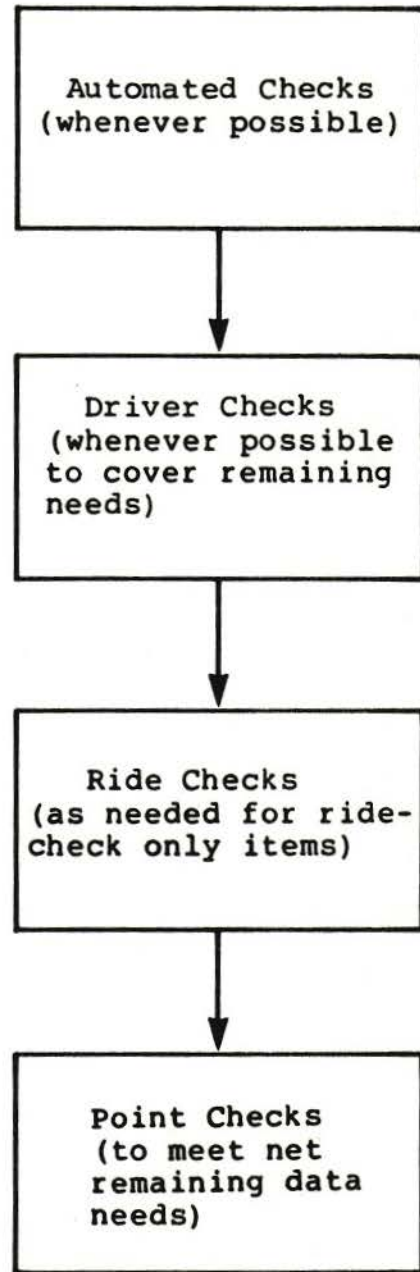 Automated Checks
(whenever possible)
Driver Checks
(whenever possible
to cover remaining
needs)
Ride Checks
(as needed for ride-
check only items)
Point Checks
(to meet net
remaining data
needs)